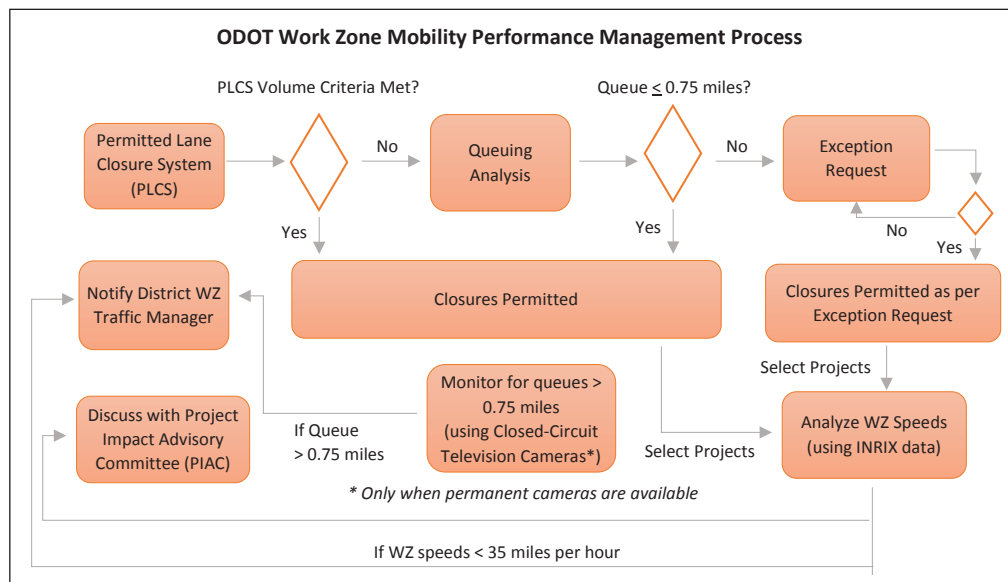 ODOT Work Zone Mobility Performance Management Process
PLCS Volume Criteria Met?
Queue ≤ 0.75 miles?
Permitted Lane
Closure System
(PLCS)
No
Queuing
Analysis
No
Exception
Request
No
Yes
Yes
Yes
Notify District WZ
Traffic Manager
Closures Permitted
Closures Permitted as per
Exception Request
Select Projects
Discuss with Project
Impact Advisory
Committee (PIAC)
If Queue
> 0.75 miles
Monitor for queues >
0.75 miles
(using Closed-Circuit
Television Cameras*)
Select Projects
Analyze WZ Speeds
(using INRIX data)
* Only when permanent cameras are available
If WZ speeds < 35 miles per hour